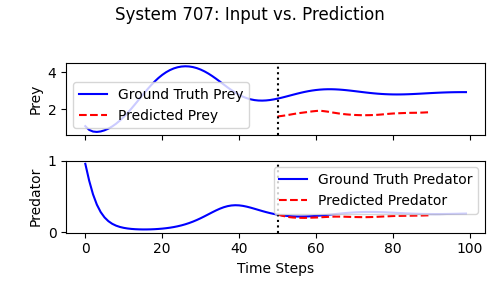 System 707: Input vs. Prediction
4
2
Prey
Ground Truth Prey
Predicted Prey
1
0
Predator
Ground Truth Predator
Predicted Predator
0 20 40 60 80 100
Time Steps